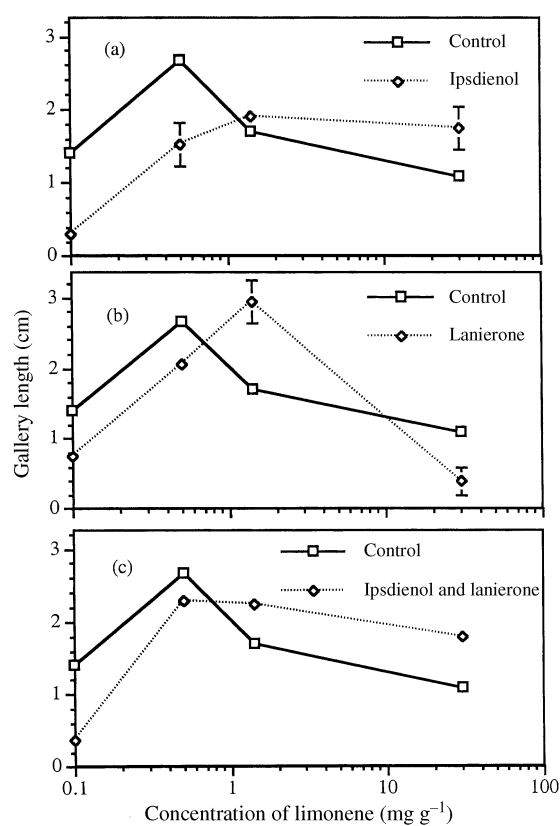 (a)
Control
Ipsdienol
3
2
1
0
(b)
Control
Lanierone
3
2
1
0
Gallery length (cm)
(c)
Control
Ipsdienol and lanierone
3
2
1
0
0.1 1 10 100
Concentration of limonene (mg g⁻¹)